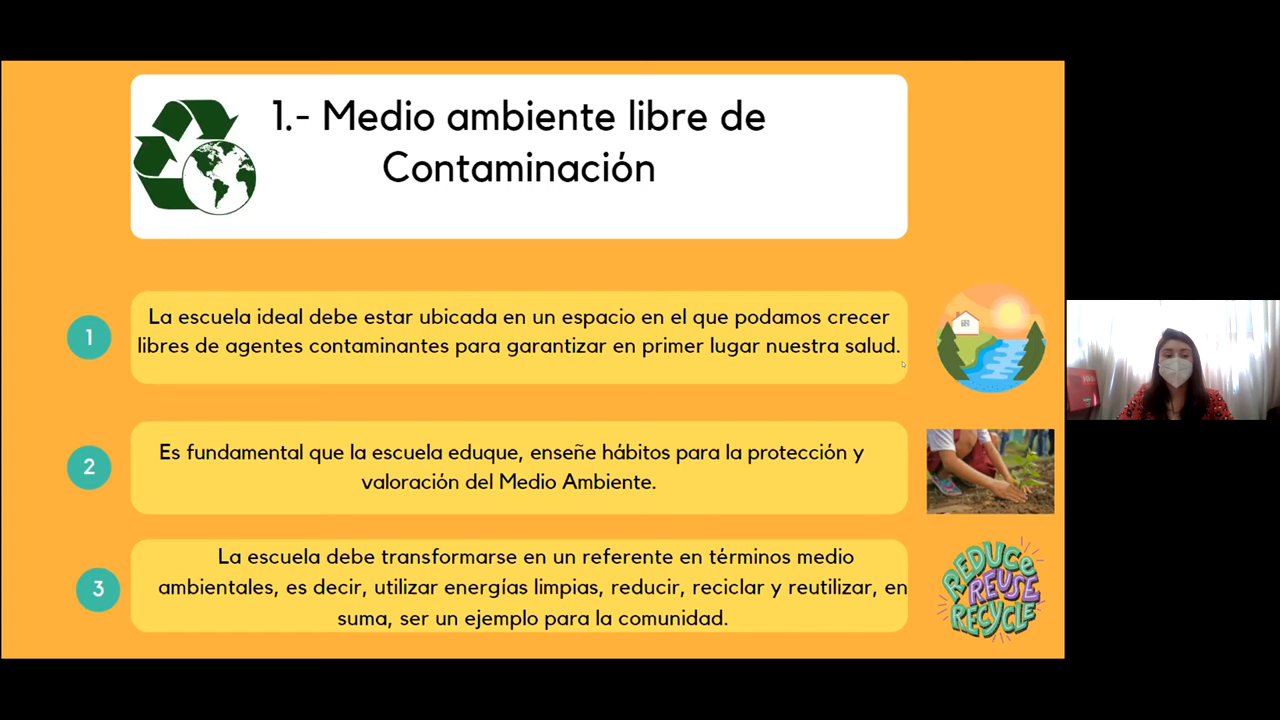 1.- Medio ambiente libre de
Contaminación
1
La escuela ideal debe estar ubicada en un espacio en el que podamos crecer
libres de agentes contaminantes para garantizar en primer lugar nuestra salud.
2
Es fundamental que la escuela eduque, enseñe hábitos para la protección y
valoración del Medio Ambiente.
3
La escuela debe transformarse en un referente en términos medio
ambientales, es decir, utilizar energías limpias, reducir, reciclar y reutilizar, en
suma, ser un ejemplo para la comunidad.
REDUCE
REUSE
RECYCLE